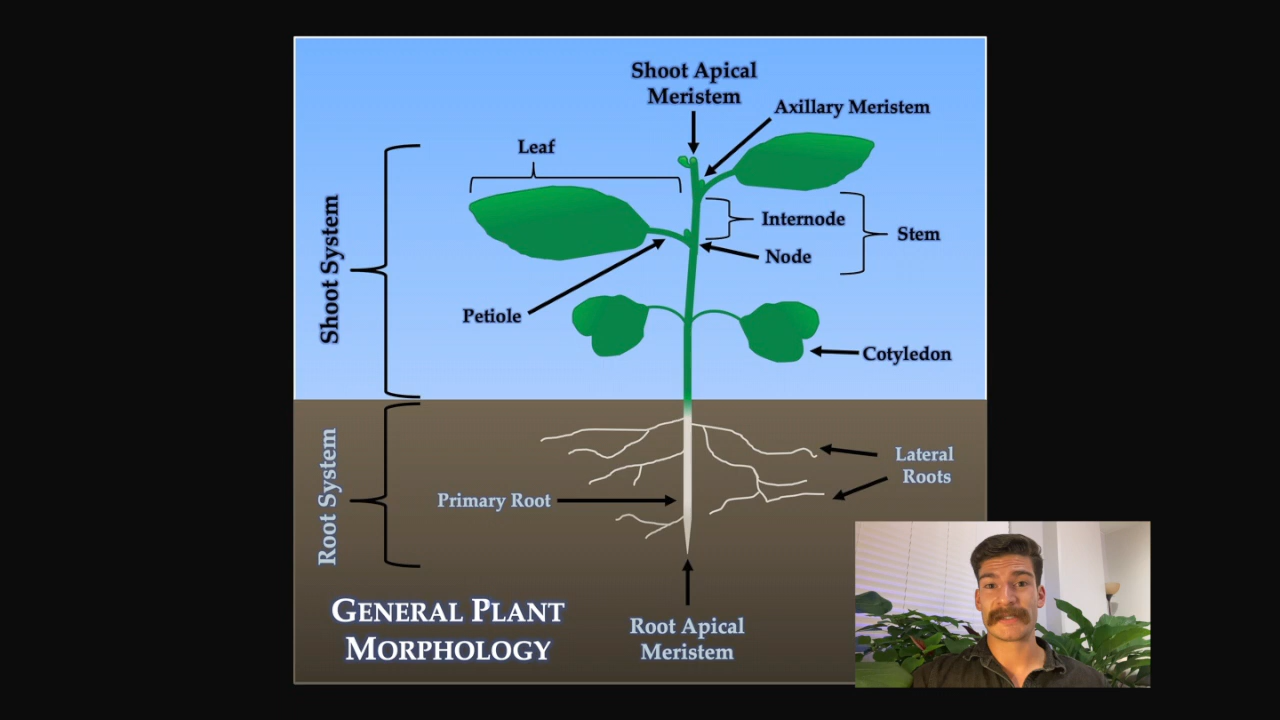 Shoot Apical
Meristem
Axillary Meristem
Leaf
Shoot System
Internode
Stem
Node
Petiole
Cotyledon
Root System
Lateral
Roots
Primary Root
GENERAL PLANT
MORPHOLOGY
Root Apical
Meristem